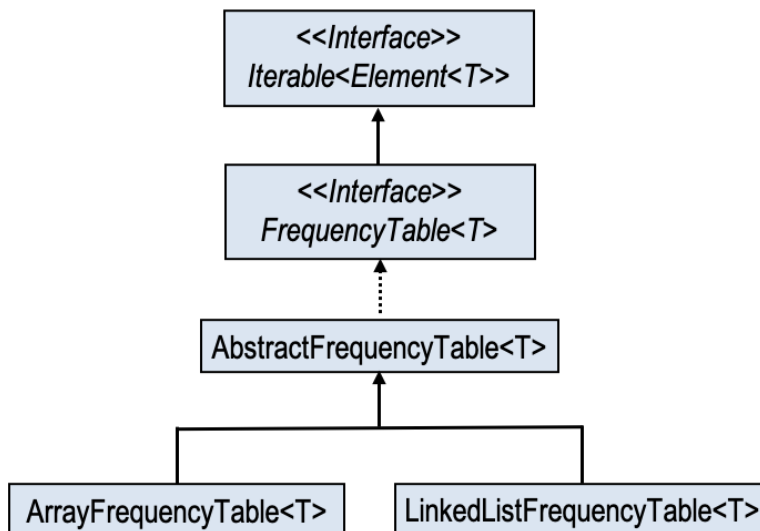 <<Interface>>
Iterable<Element<T>>
<<Interface>>
FrequencyTable<T>
AbstractFrequencyTable<T>
ArrayFrequencyTable<T>
LinkedListFrequencyTable<T>